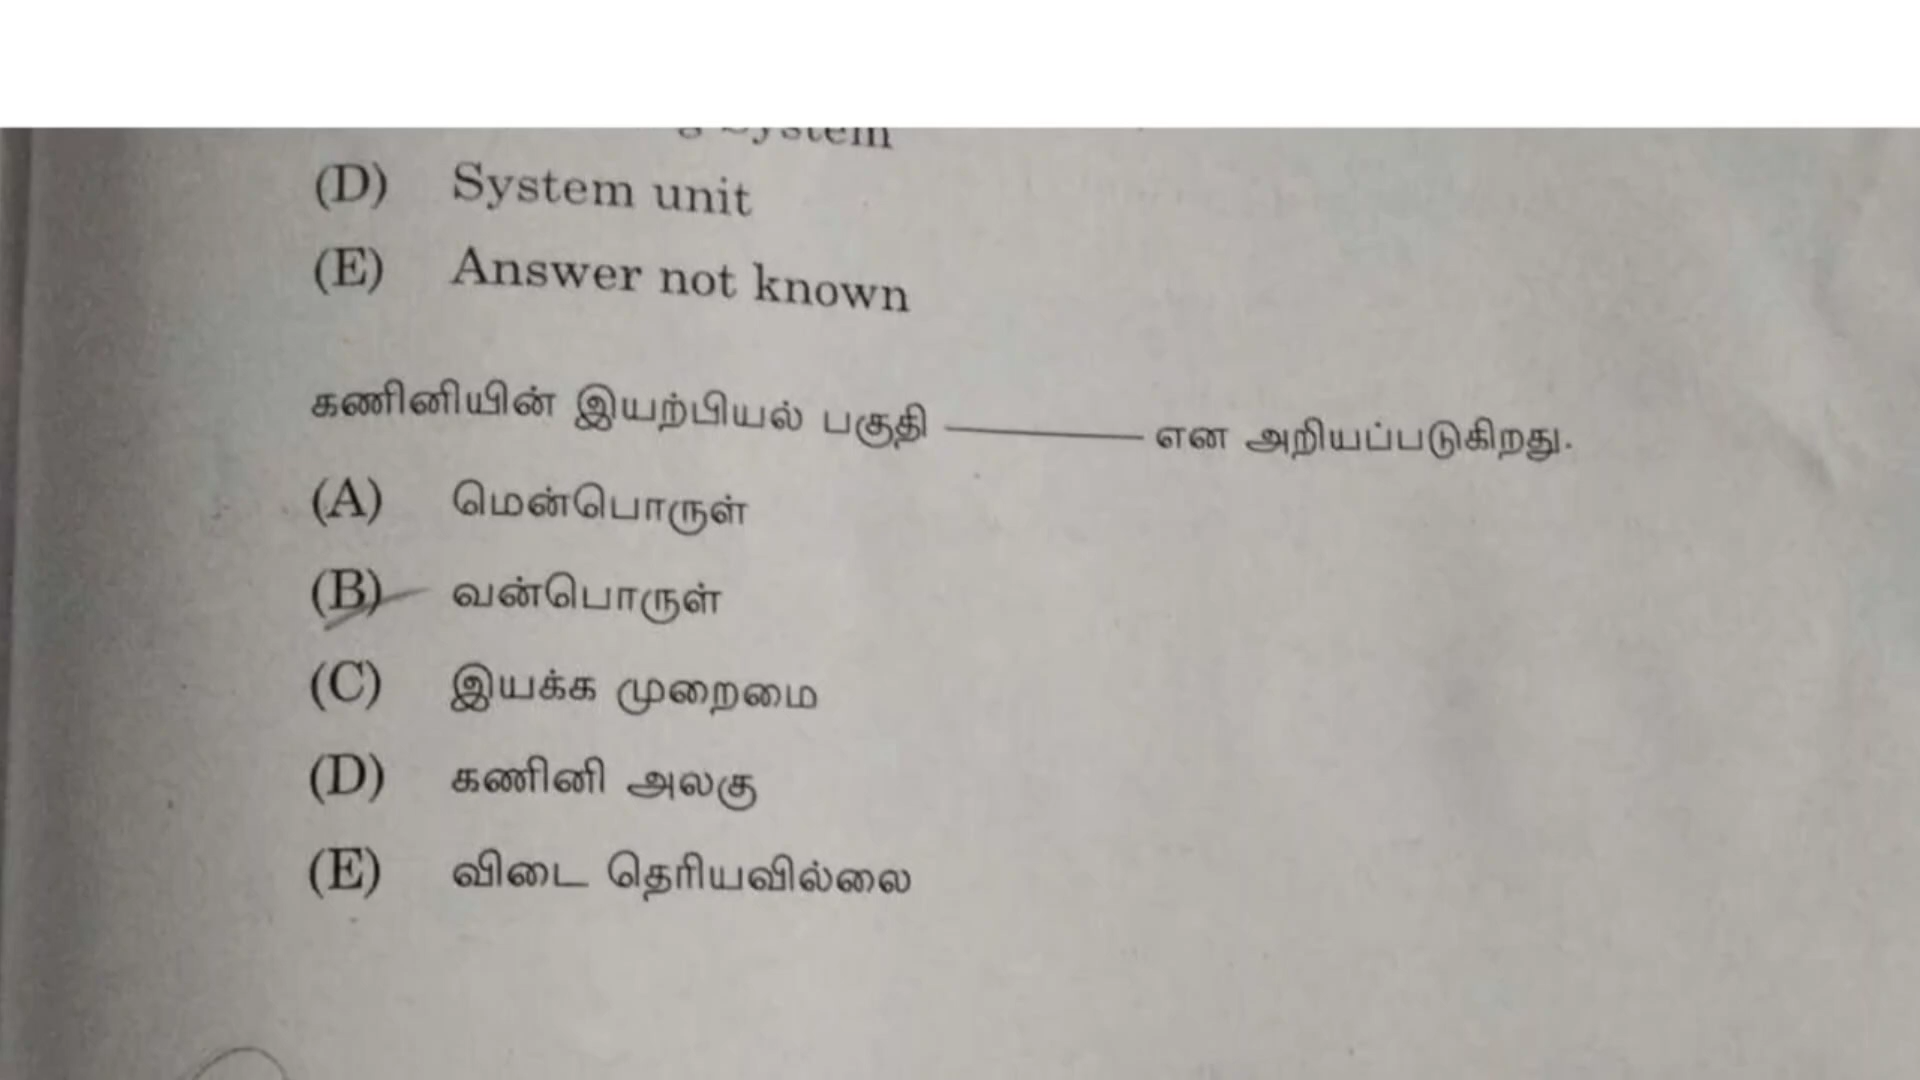 System
(D) System unit
(E) Answer not known
கணினியின் இயற்பியல் பகுதி ———— என அறியப்படுகிறது.
(A) மென்பொருள்
(B) வன்பொருள்
(C) இயக்க முறைமை
(D) கணினி அலகு
(E) விடை தெரியவில்லை